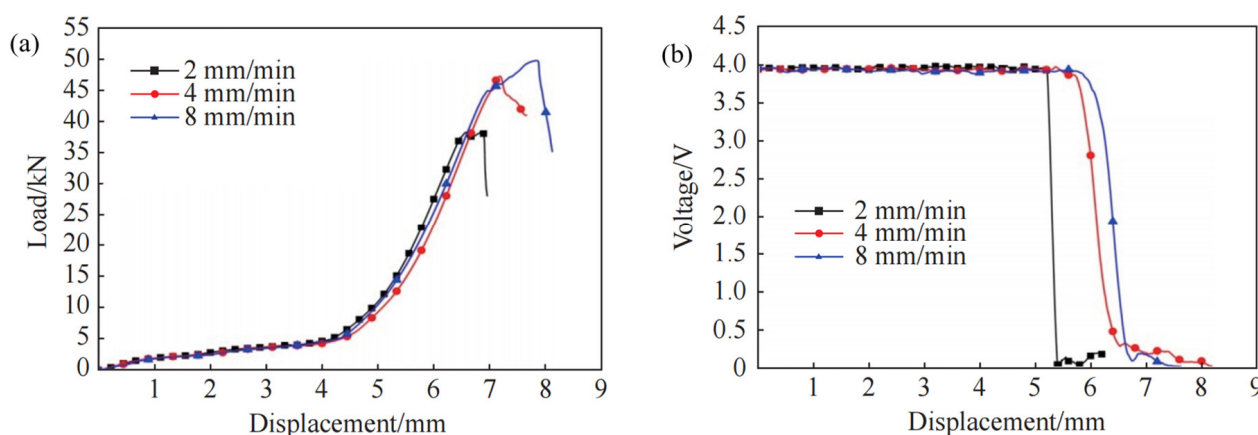 (a)
Load/kN
55
50
45
40
35
30
25
20
15
10
5
0
2 mm/min
4 mm/min
8 mm/min
1 2 3 4 5 6 7 8 9
Displacement/mm
(b)
Voltage/V
4.5
4.0
3.5
3.0
2.5
2.0
1.5
1.0
0.5
0
2 mm/min
4 mm/min
8 mm/min
1 2 3 4 5 6 7 8 9
Displacement/mm